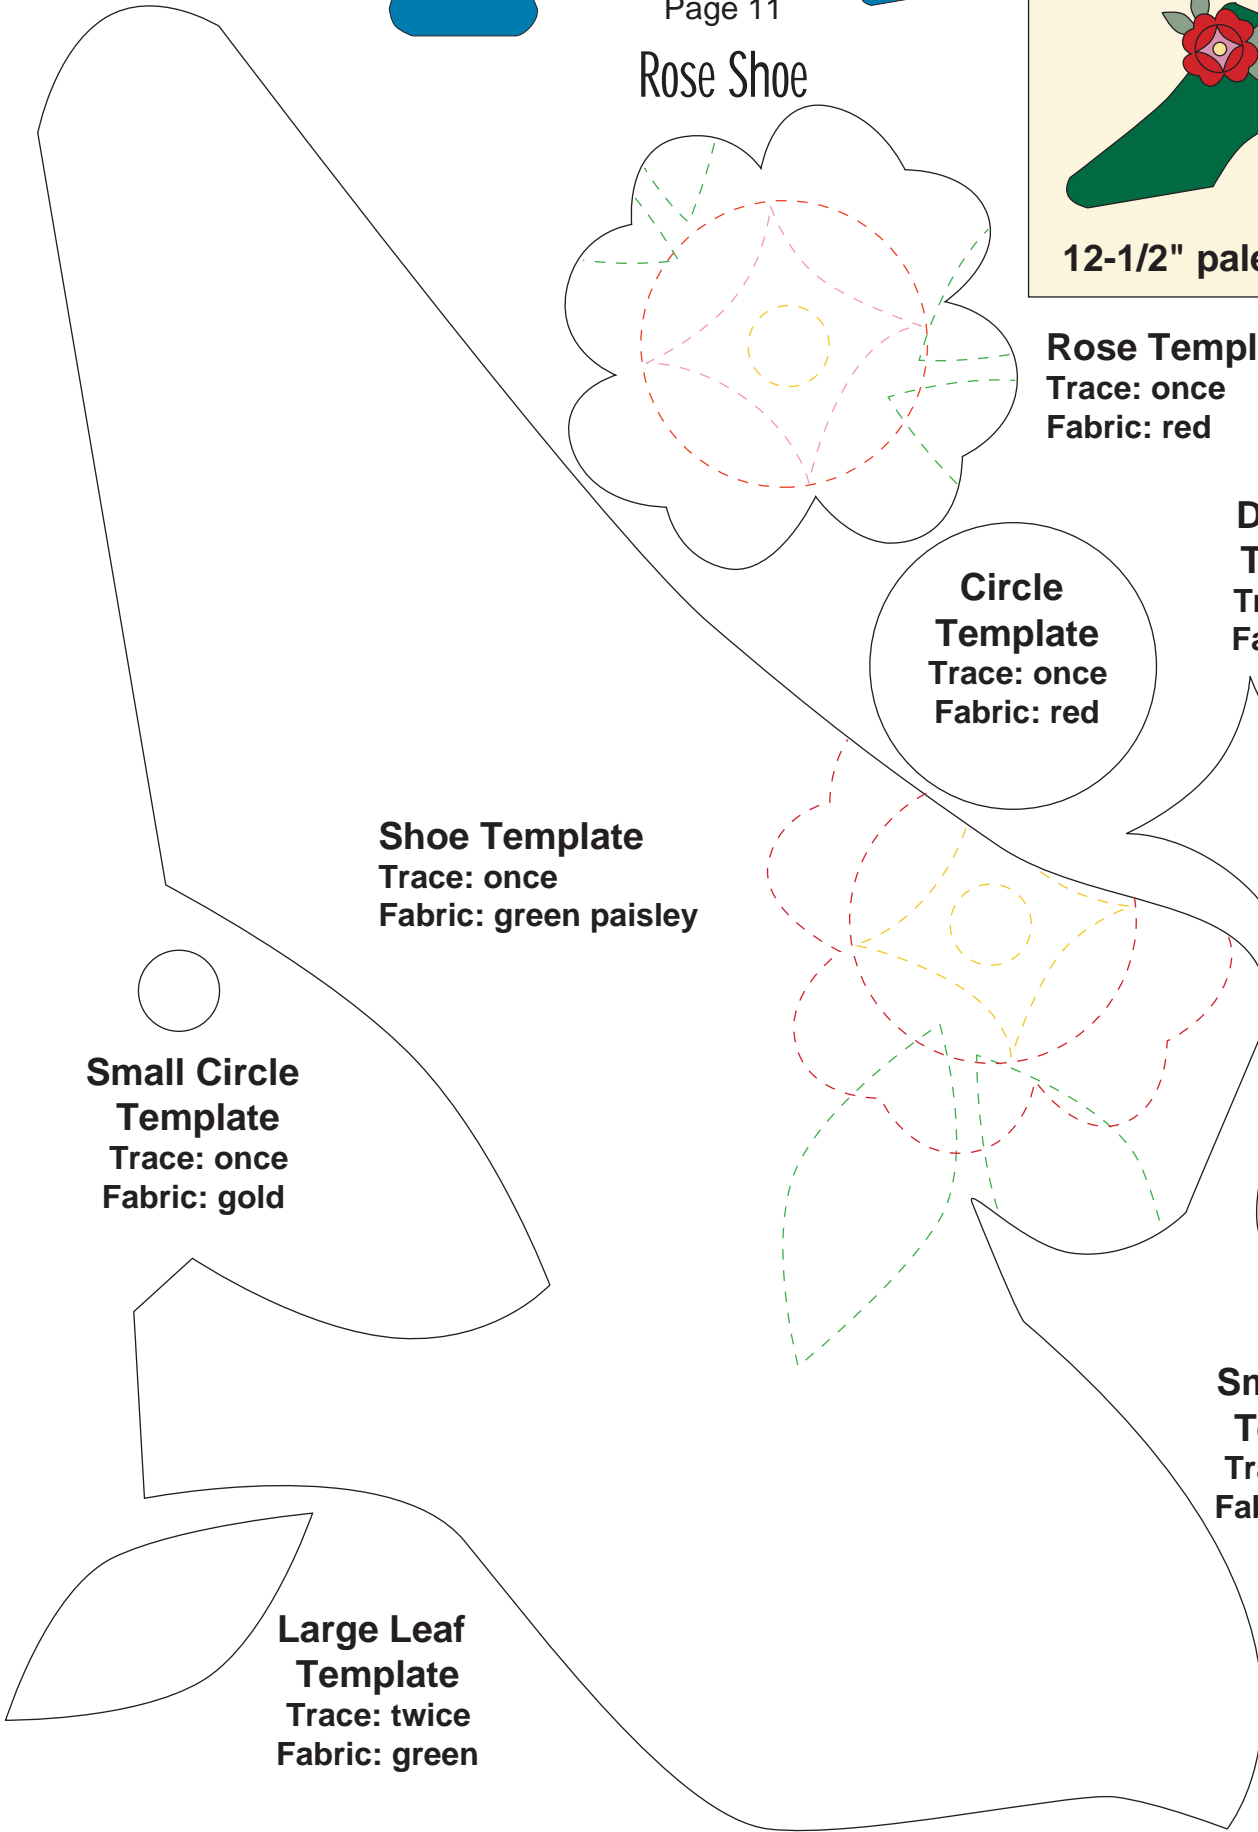 Page 11
Rose Shoe
12-1/2" pale
Rose Templ
Trace: once
Fabric: red
Circle
Template
Trace: once
Fabric: red
Shoe Template
Trace: once
Fabric: green paisley
Small Circle
Template
Trace: once
Fabric: gold
Large Leaf
Template
Trace: twice
Fabric: green